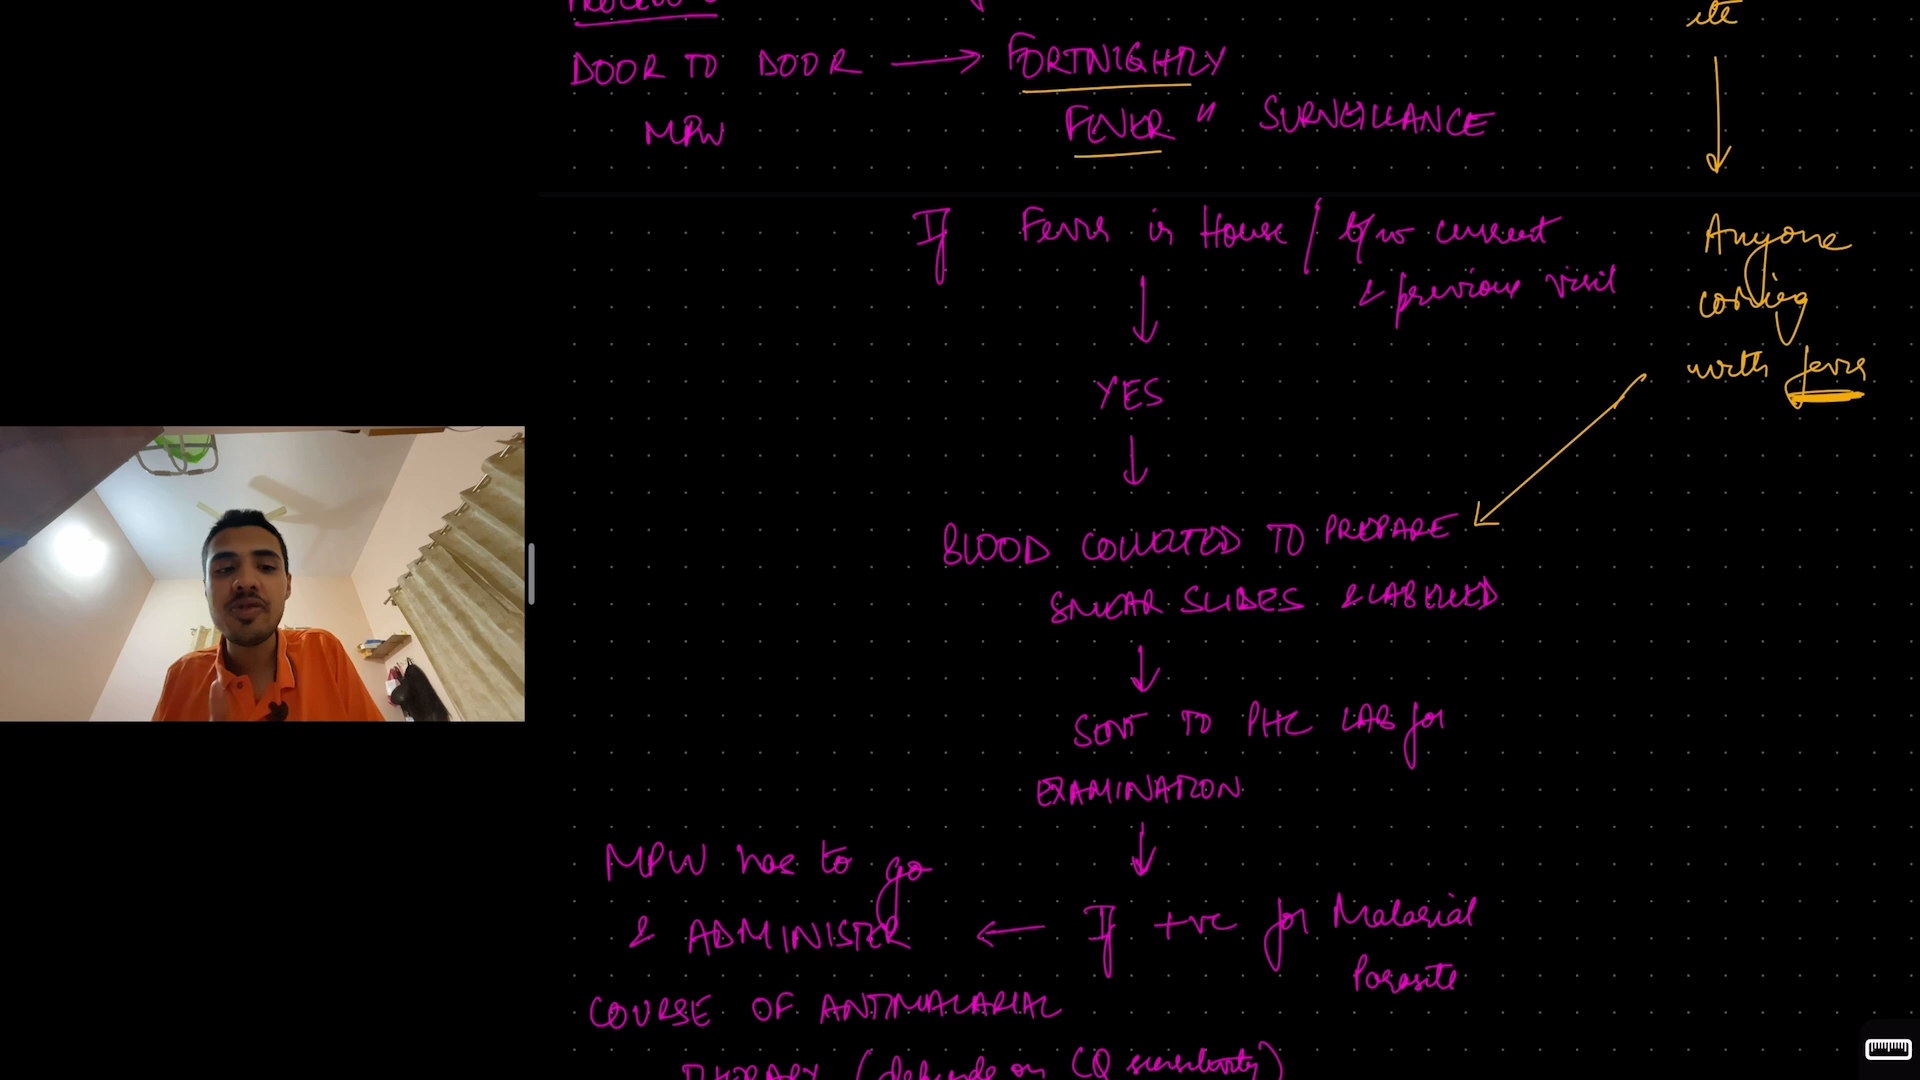 DOOR TO DOOR → FORTNIGHTLY
MPW
FEVER " SURVEILLANCE
If Fever in House / b/w current
& previous visit
↓
YES
↓
BLOOD COLLECTED TO PREPARE
SMEAR SLIDES & LABELLED
↓
SENT TO PHC LAB for
EXAMINATION
↓
If +ve for Malarial
Parasite
←
MPW has to go
& ADMINISTER
COURSE OF ANTIMALARIAL
THERAPY (depends on CQ sensitivity)
etc
↓
Anyone
coming
with fever